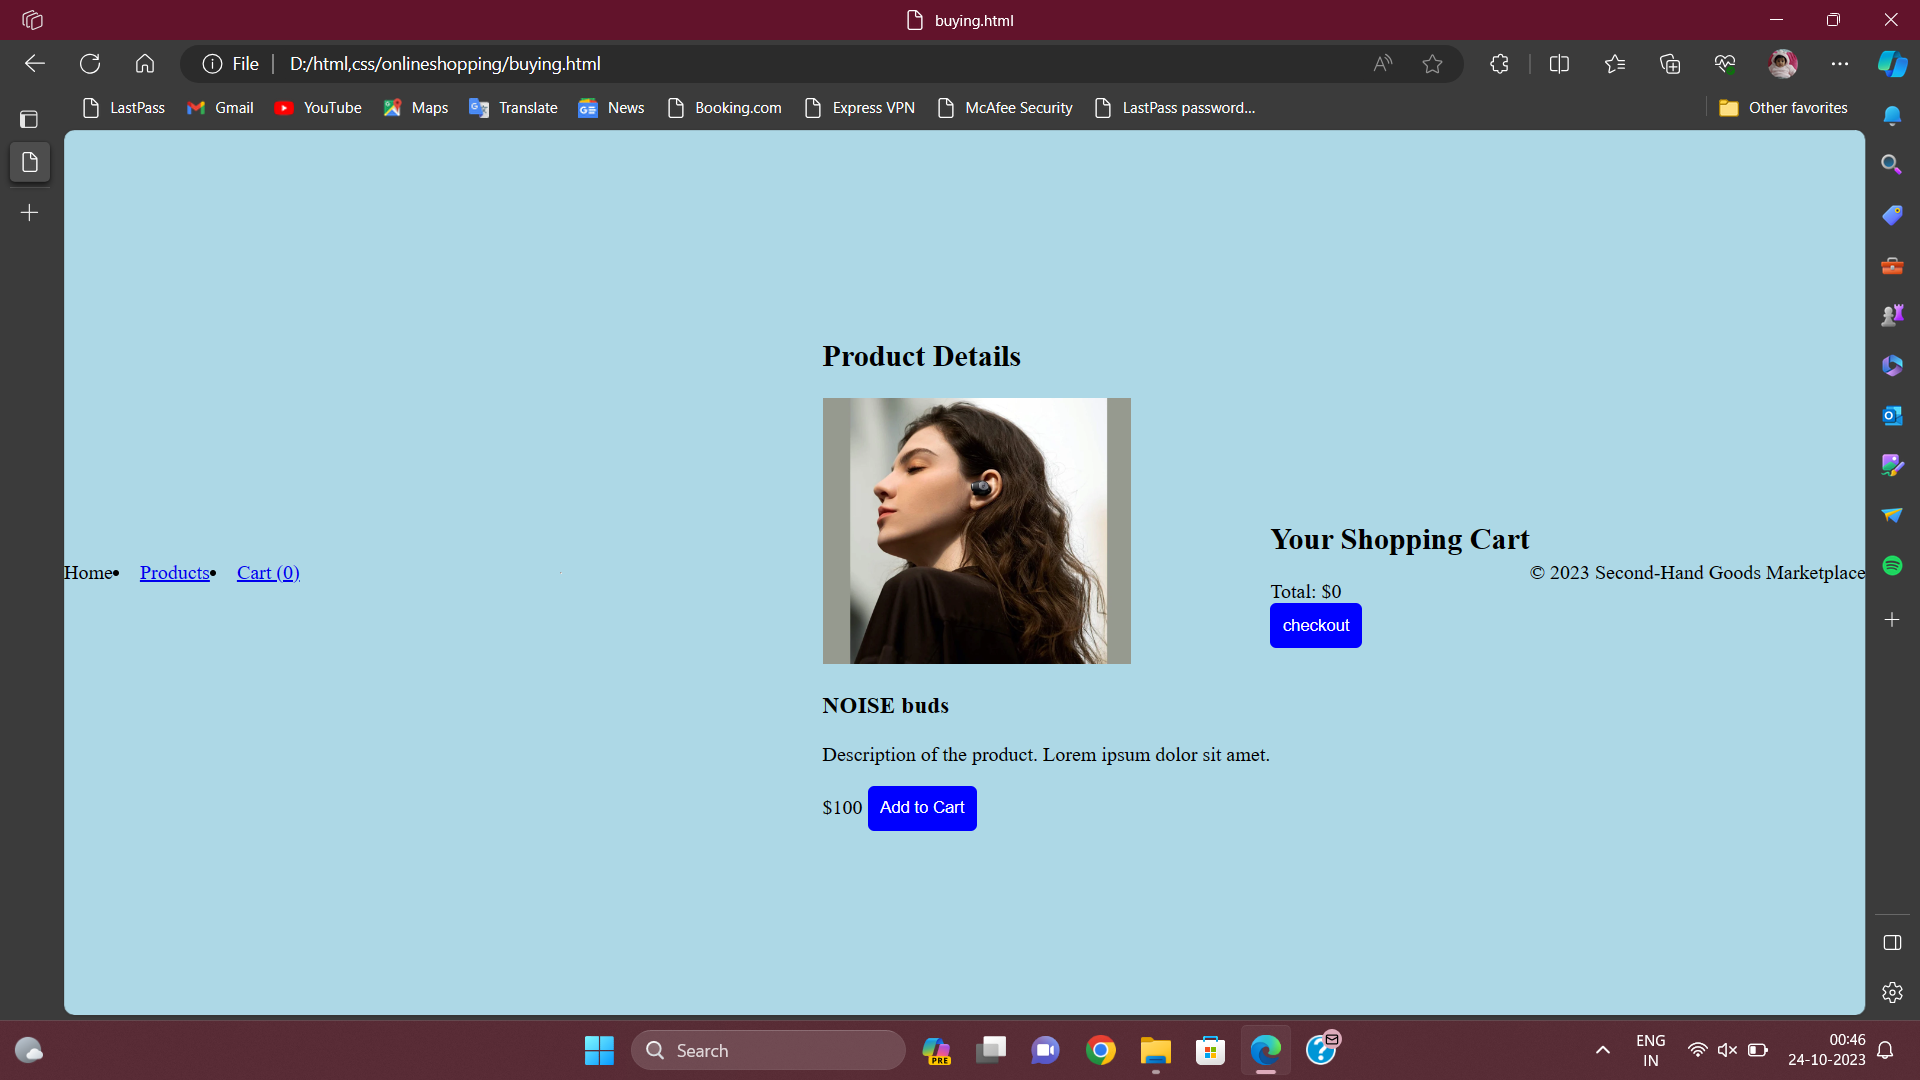 buying.html
File
D:/html,css/onlineshopping/buying.html
LastPass
Gmail
YouTube
Maps
Translate
News
Booking.com
Express VPN
McAfee Security
LastPass password...
Other favorites
Home
Products
Cart (0)
Product Details
NOISE buds
Description of the product. Lorem ipsum dolor sit amet.
$100
Add to Cart
Your Shopping Cart
Total: $0
checkout
© 2023 Second-Hand Goods Marketplace
Search
PRE
ENG
IN
00:46
24-10-2023